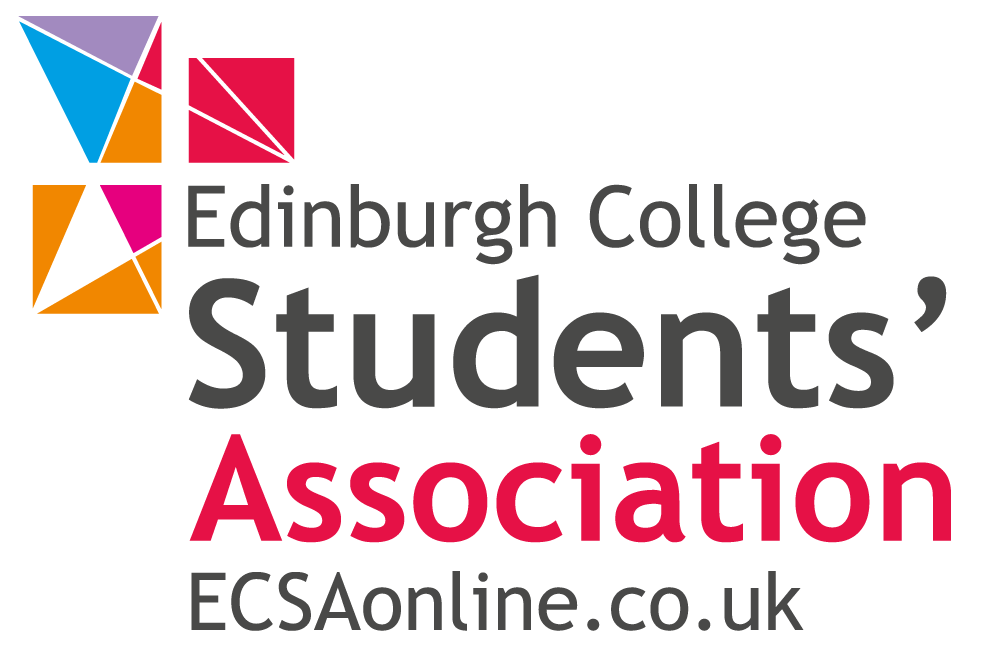 Edinburgh College
Students’
Association
ECSAonline.co.uk